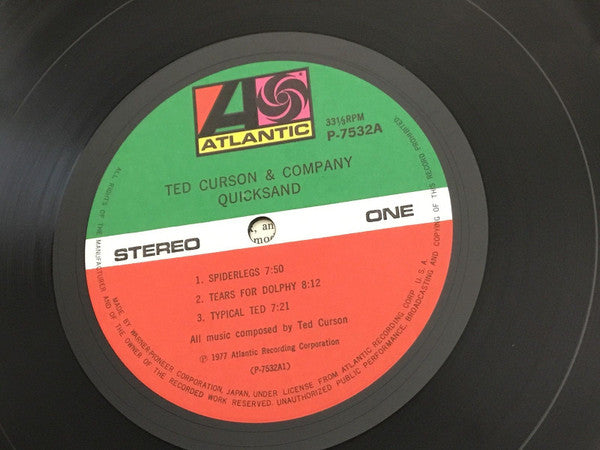 ATLANTIC
33⅓RPM
P-7532A
TED CURSON & COMPANY
QUICKSAND
STEREO
ONE
, an
moc
1. SPIDERLEGS 7:50
2. TEARS FOR DOLPHY 8:12
3. TYPICAL TED 7:21
All music composed by Ted Curson
Ⓟ 1977 Atlantic Recording Corporation
(P-7532A1)
ALL RIGHTS OF THE MANUFACTURER AND OF THE OWNER OF THE RECORDED WORK RESERVED. UNAUTHORIZED PUBLIC PERFORMANCE, BROADCASTING AND COPYING OF THIS RECORD PROHIBITED.
MADE BY WARNER-PIONEER CORPORATION, JAPAN, UNDER LICENSE FROM ATLANTIC RECORDING CORP. U.S.A.